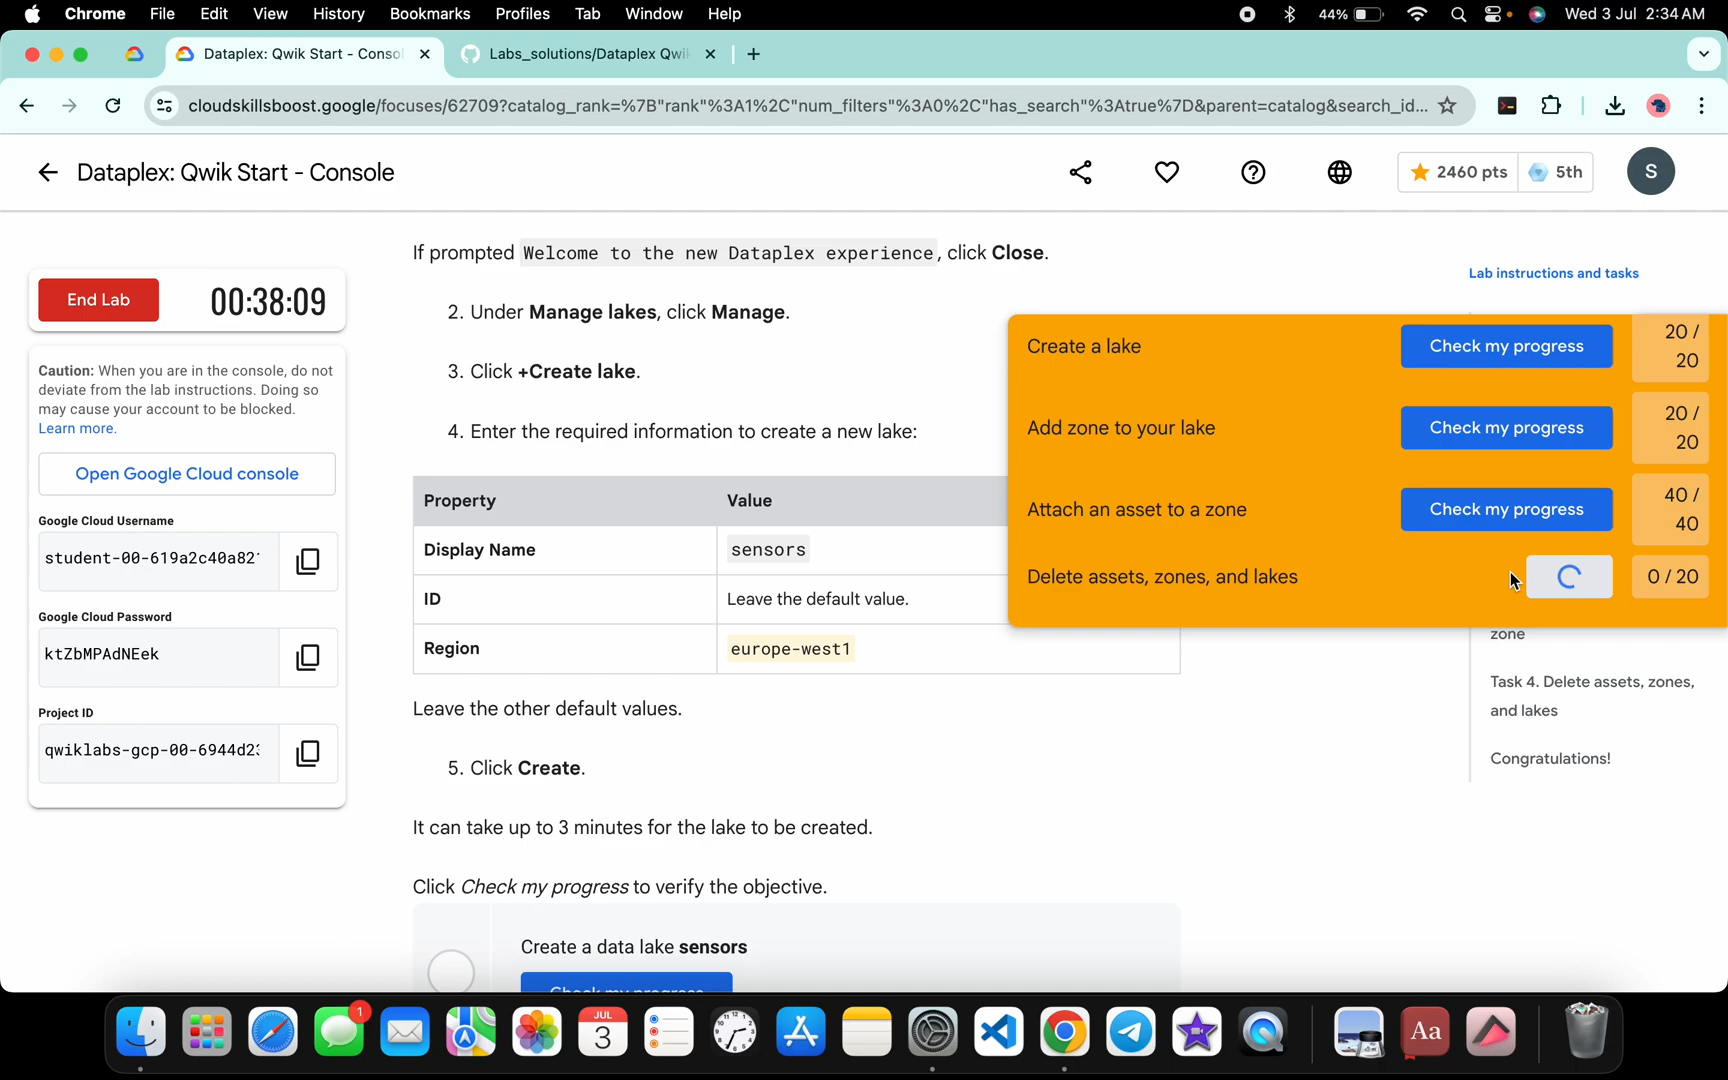 Chrome File Edit View History Bookmarks Profiles Tab Window Help 44% Wed 3 Jul 2:34 AM
Dataplex: Qwik Start - Conso Labs_solutions/Dataplex Qwi
cloudskillsboost.google/focuses/62709?catalog_rank=%7B"rank"%3A1%2C"num_filters"%3A0%2C"has_search"%3Atrue%7D&parent=catalog&search_id...
Dataplex: Qwik Start - Console 2460 pts 5th S
If prompted Welcome to the new Dataplex experience, click Close.
Lab instructions and tasks
End Lab 00:38:09
2. Under Manage lakes, click Manage.
3. Click +Create lake.
4. Enter the required information to create a new lake:
Caution: When you are in the console, do not
deviate from the lab instructions. Doing so
may cause your account to be blocked.
Learn more.
Open Google Cloud console
Google Cloud Username
student-00-619a2c40a82
Google Cloud Password
ktZbMPAdNEek
Project ID
qwiklabs-gcp-00-6944d2
Property Value
Display Name sensors
ID Leave the default value.
Region europe-west1
Create a lake Check my progress 20 /
20
Add zone to your lake Check my progress 20 /
20
Attach an asset to a zone Check my progress 40 /
40
Delete assets, zones, and lakes 0 / 20
zone
Task 4. Delete assets, zones,
and lakes
Congratulations!
Leave the other default values.
5. Click Create.
It can take up to 3 minutes for the lake to be created.
Click Check my progress to verify the objective.
Create a data lake sensors
Check my progress
1
JUL
3
Aa